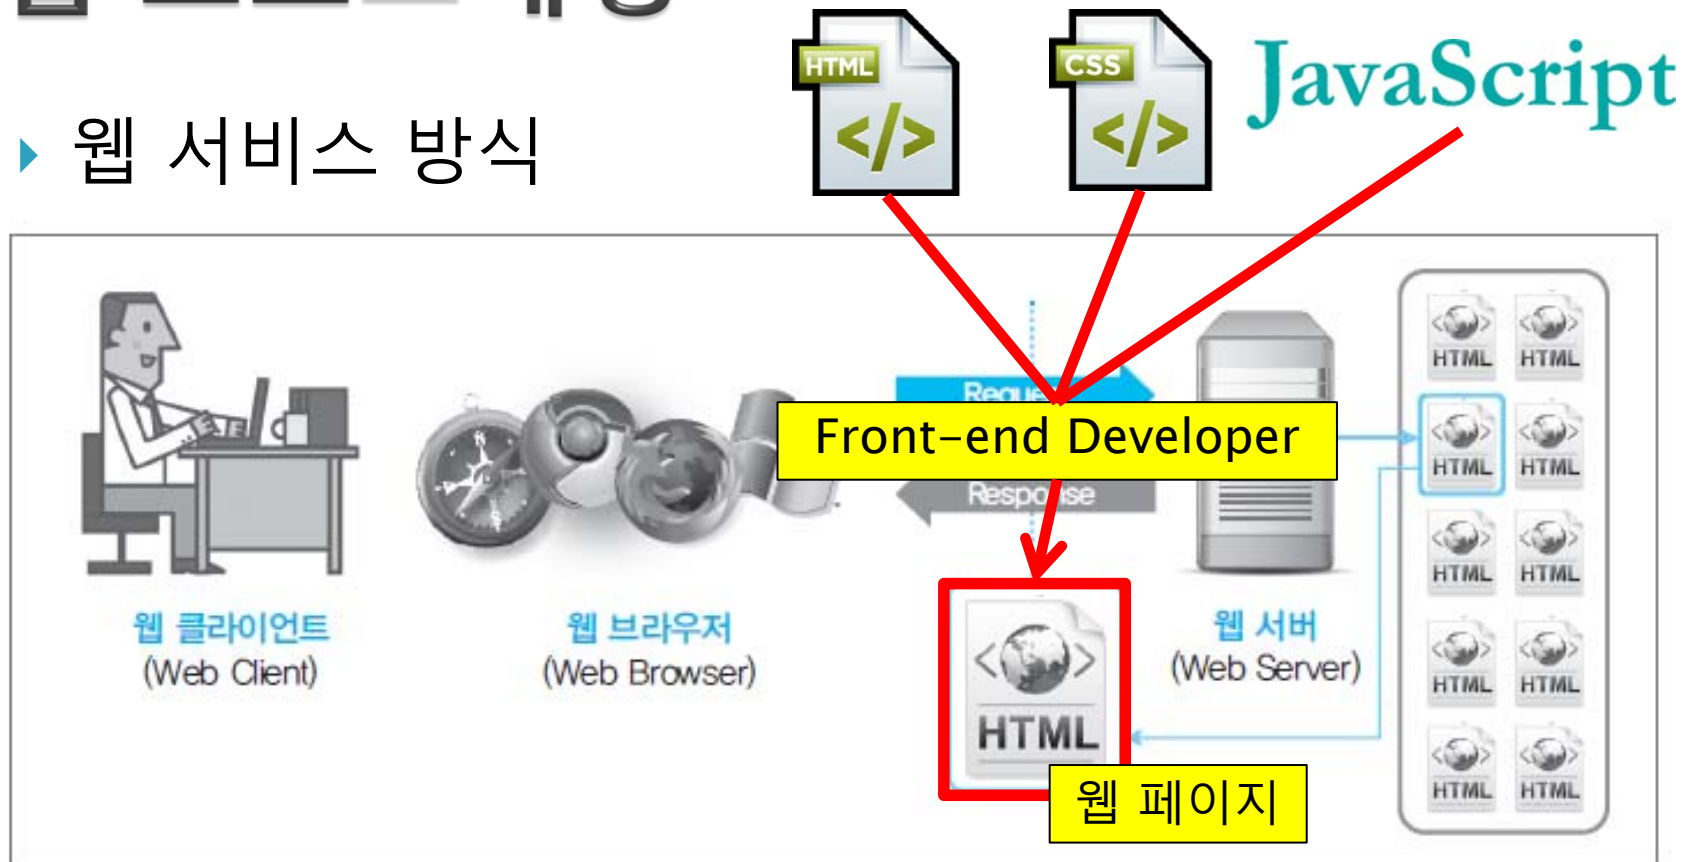 HTML
CSS
JavaScript
웹 서비스 방식
HTML HTML
Front-end Developer
HTML HTML
Response
HTML HTML
웹 클라이언트
(Web Client)
웹 브라우저
(Web Browser)
웹 서버
(Web Server)
HTML HTML
HTML
웹 페이지
HTML HTML